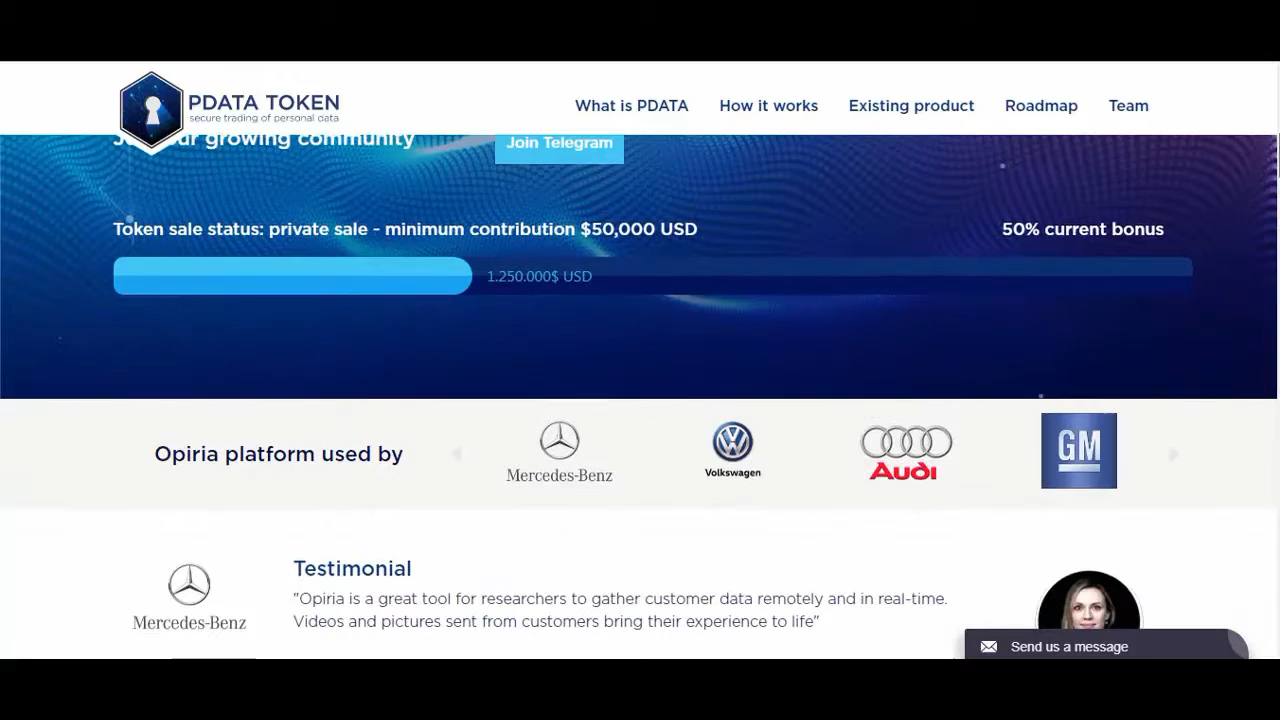 PDATA TOKEN
secure trading of personal data
What is PDATA
How it works
Existing product
Roadmap
Team
growing community
Join Telegram
Token sale status: private sale - minimum contribution $50,000 USD
50% current bonus
1.250.000$ USD
Opiria platform used by
Mercedes-Benz
Volkswagen
Audi
GM
Testimonial
Mercedes-Benz
"Opiria is a great tool for researchers to gather customer data remotely and in real-time.
Videos and pictures sent from customers bring their experience to life"
Send us a message